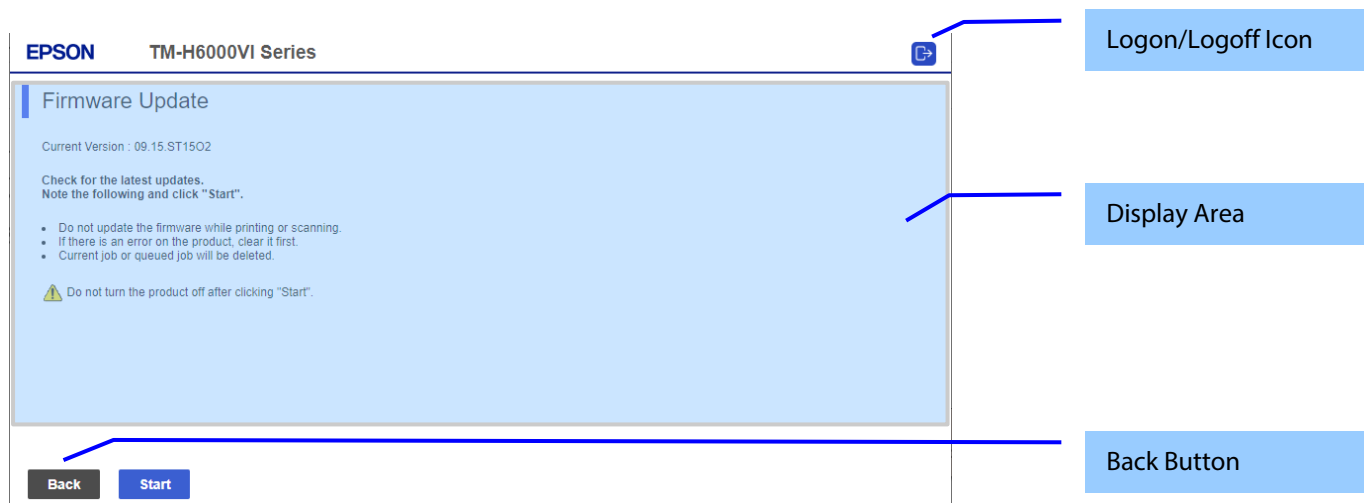 EPSON TM-H6000VI Series
Logon/Logoff Icon
Firmware Update
Current Version : 09.15.ST15O2
Check for the latest updates.
Note the following and click "Start".
• Do not update the firmware while printing or scanning.
• If there is an error on the product, clear it first.
• Current job or queued job will be deleted.
Display Area
Do not turn the product off after clicking "Start".
Back Button
Back Start